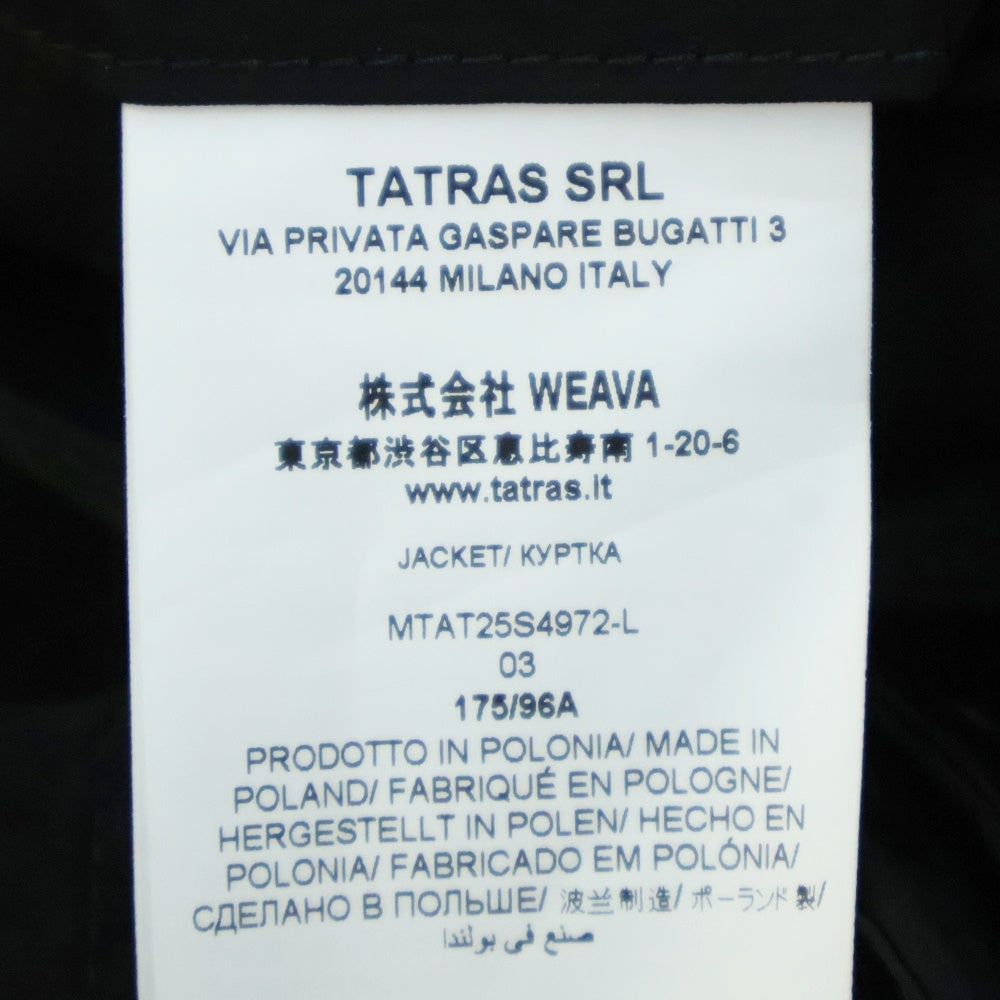 TATRAS SRL
VIA PRIVATA GASPARE BUGATTI 3
20144 MILANO ITALY
株式会社 WEAVA
東京都渋谷区恵比寿南 1-20-6
www.tatras.it
JACKET/ КУРТКА
MTAT25S4972-L
03
175/96A
PRODOTTO IN POLONIA/ MADE IN
POLAND/ FABRIQUÉ EN POLOGNE/
HERGESTELLT IN POLEN/ HECHO EN
POLONIA/ FABRICADO EM POLÓNIA/
СДЕЛАНО В ПОЛЬШЕ/ 波兰制造/ ポーランド製/
صنع في بولندا